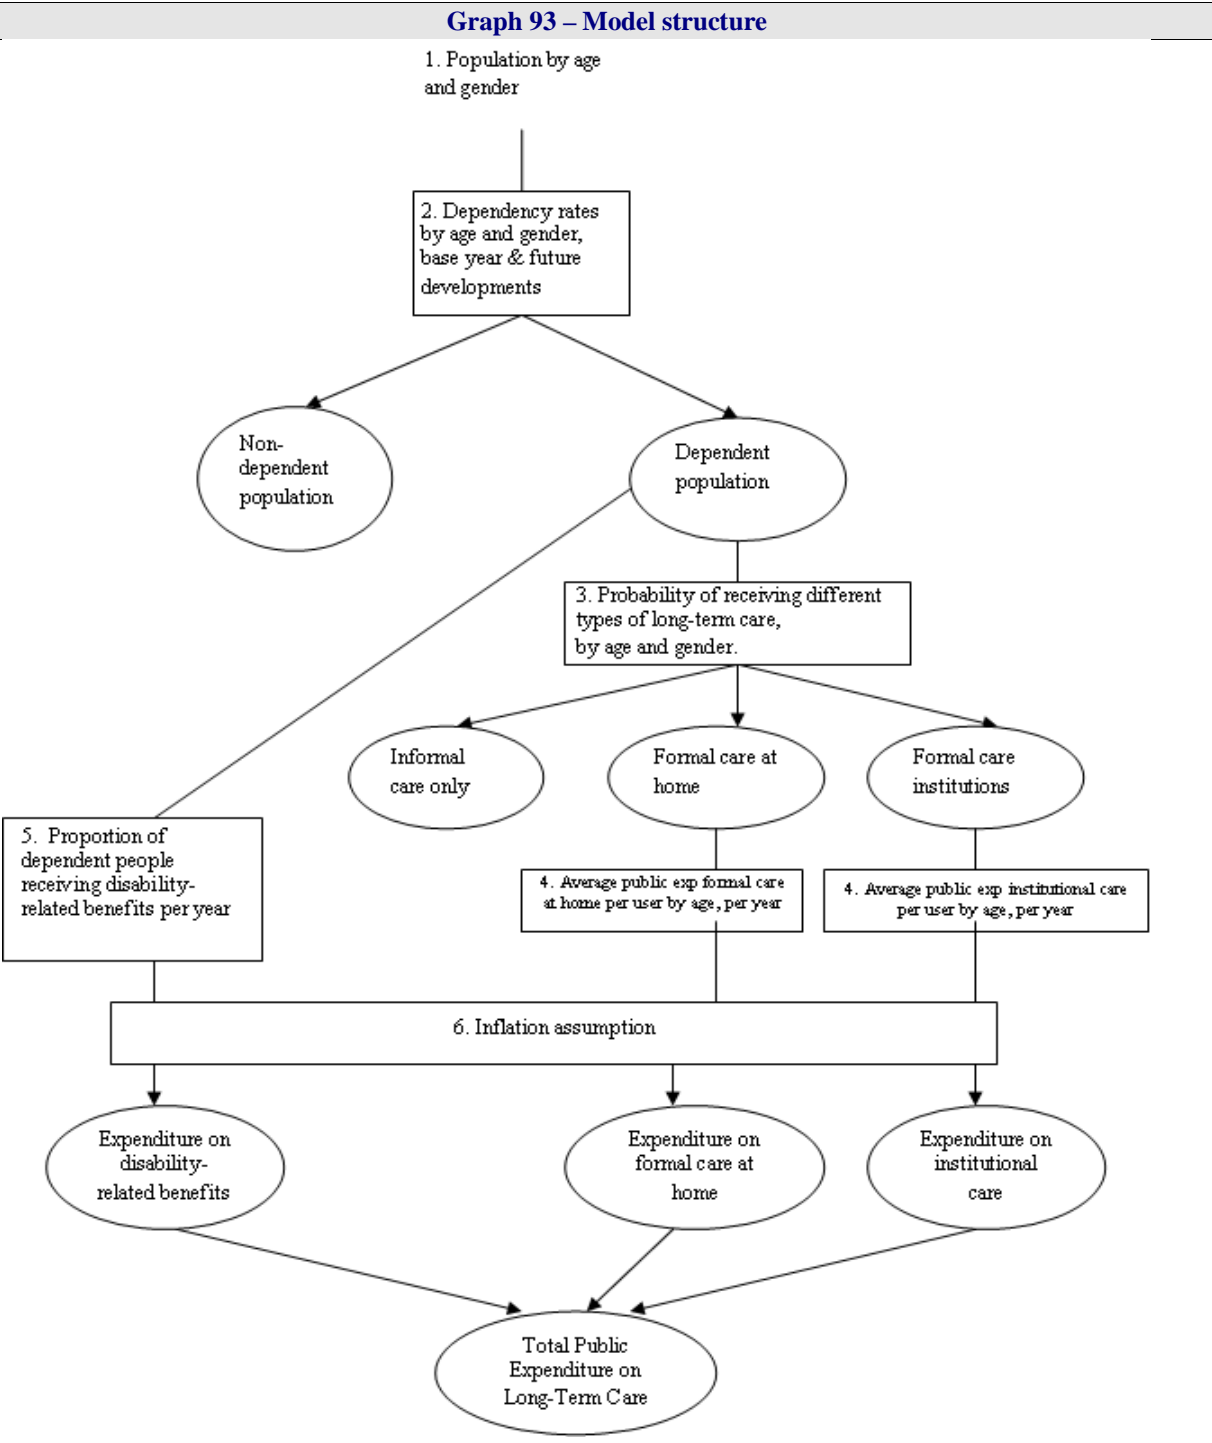 Graph 93 – Model structure
1. Population by age
and gender
2. Dependency rates
by age and gender,
base year & future
developments
Non-
dependent
population
Dependent
population
3. Probability of receiving different
types of long-term care,
by age and gender.
Informal
care only
Formal care at
home
Formal care
institutions
5. Proportion of
dependent people
receiving disability-
related benefits per year
4. Average public exp formal care
at home per user by age, per year
4. Average public exp institutional care
per user by age, per year
6. Inflation assumption
Expenditure on
disability-
related benefits
Expenditure on
formal care at
home
Expenditure on
institutional
care
Total Public
Expenditure on
Long-Term Care